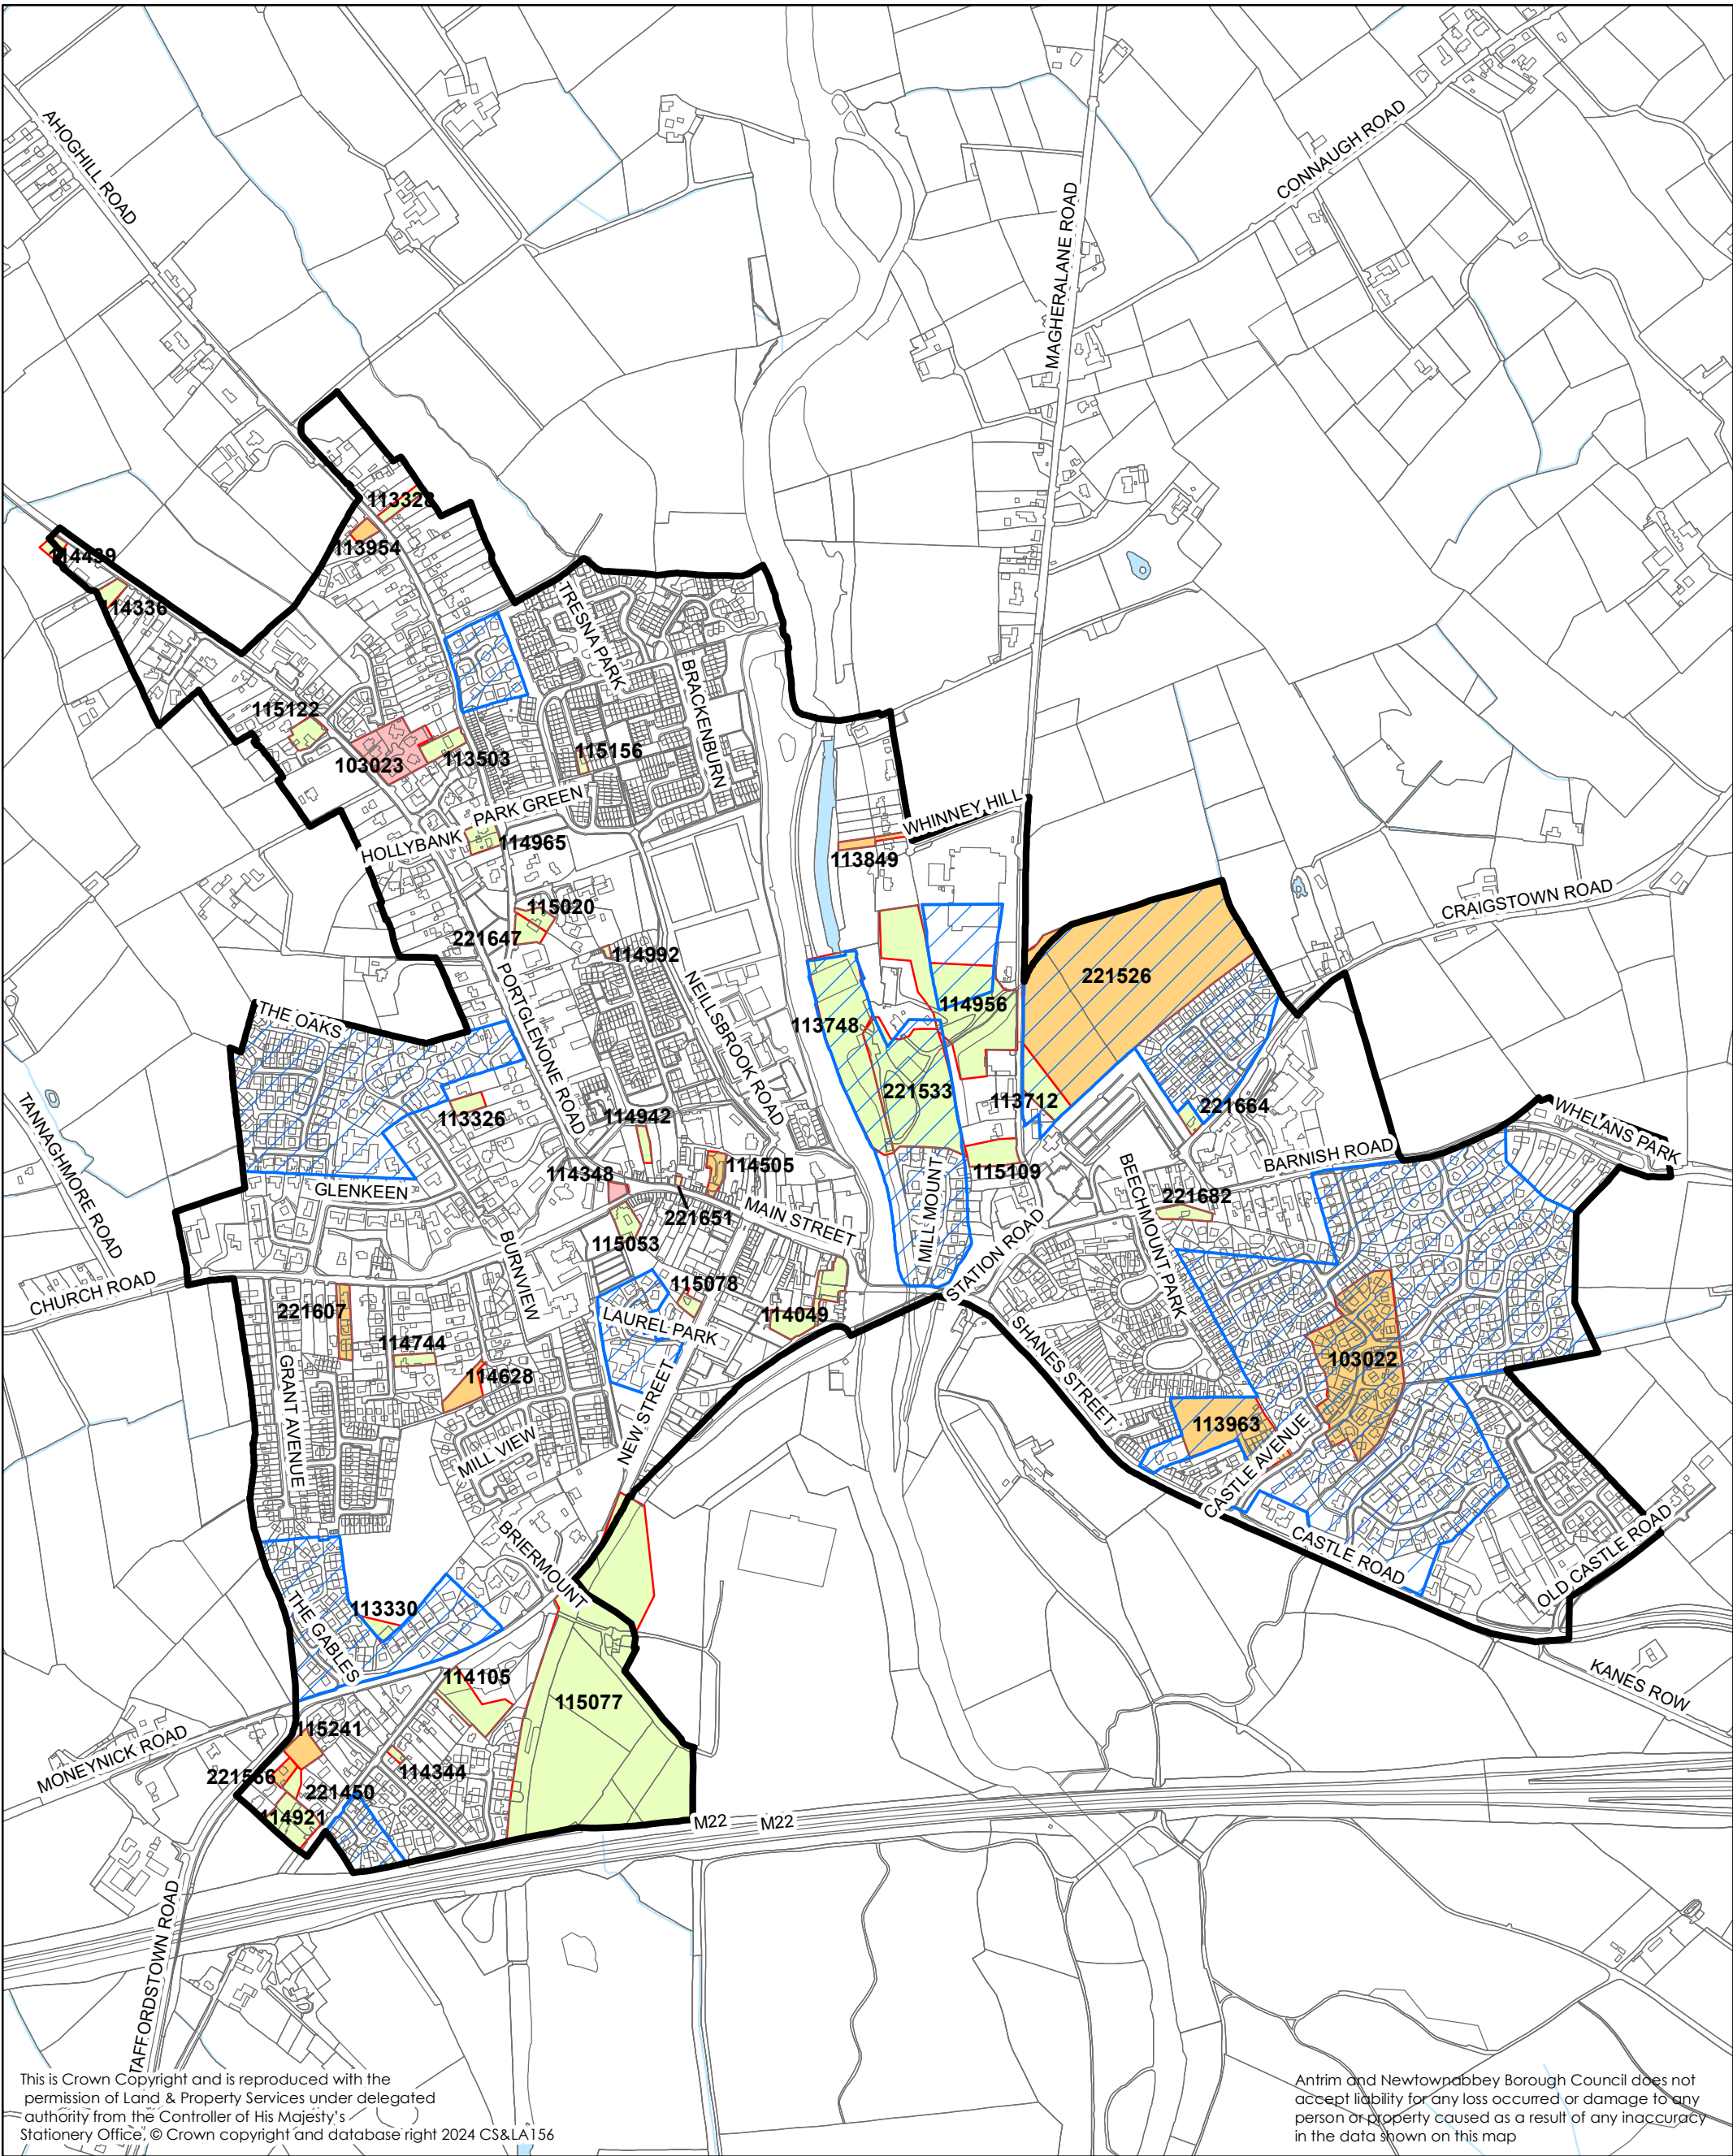 AHOGHILL ROAD
CONNAUGH ROAD
MAGHERALANE ROAD
113328
113954
114439
114336
TRESNA PARK
BRACKENBURN
115122
103023
113503
115156
PARK GREEN
HOLLYBANK
114965
WHINNEY HILL
113849
CRAIGSTOWN ROAD
115020
221647
114992
PORTGLENONE ROAD
NEILLSBROOK ROAD
221526
114956
113748
THE OAKS
221533
113712
221664
TANNAGHMORE ROAD
113326
114942
WHELANS PARK
BARNISH ROAD
114348
114505
115109
GLENKEEN
221651
MAIN STREET
MILL MOUNT
BEECHMOUNT PARK
221682
115053
BURNVIEW
STATION ROAD
CHURCH ROAD
115078
221607
LAUREL PARK
114049
SHANES STREET
114744
103022
GRANT AVENUE
114628
NEW STREET
113963
MILL VIEW
CASTLE AVENUE
BRIERMOUNT
CASTLE ROAD
OLD CASTLE ROAD
113330
THE GABLES
114105
115077
KANES ROW
MONEYNICK ROAD
115241
114344
221450
114921
M22
M22
TAFFORDSTOWN ROAD
This is Crown Copyright and is reproduced with the
permission of Land & Property Services under delegated
authority from the Controller of His Majesty's
Stationery Office, © Crown copyright and database right 2024 CS&LA156
Antrim and Newtownabbey Borough Council does not
accept liability for any loss occurred or damage to any
person or property caused as a result of any inaccuracy
in the data shown on this map